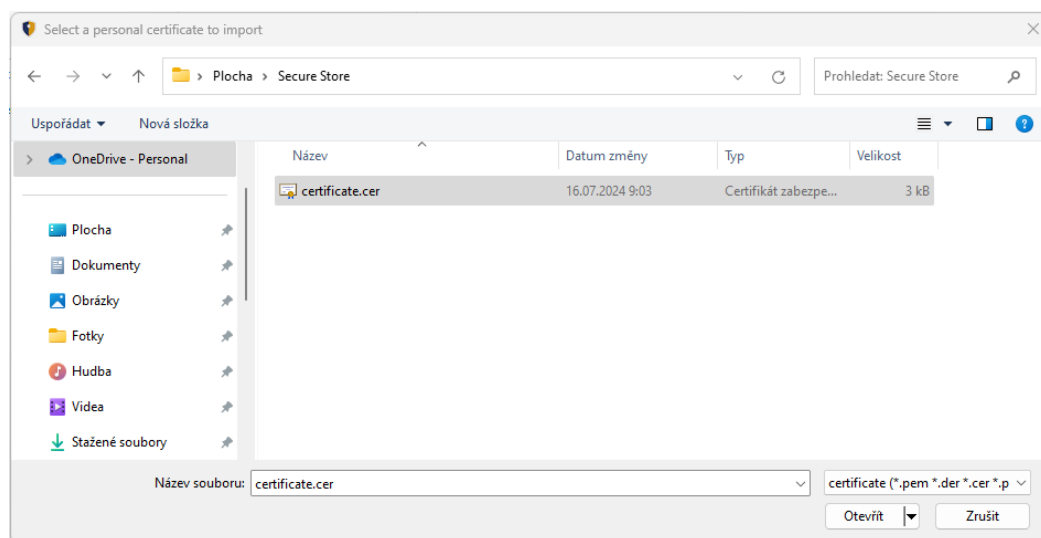 Select a personal certificate to import
Plocha > Secure Store
Prohledat: Secure Store
Uspořádat
Nová složka
OneDrive - Personal
Název
Datum změny
Typ
Velikost
certificate.cer
16.07.2024 9:03
Certifikát zabezpe...
3 kB
Plocha
Dokumenty
Obrázky
Fotky
Hudba
Videa
Stažené soubory
Název souboru:
certificate.cer
certificate (*.pem *.der *.cer *.p
Otevřít
Zrušit